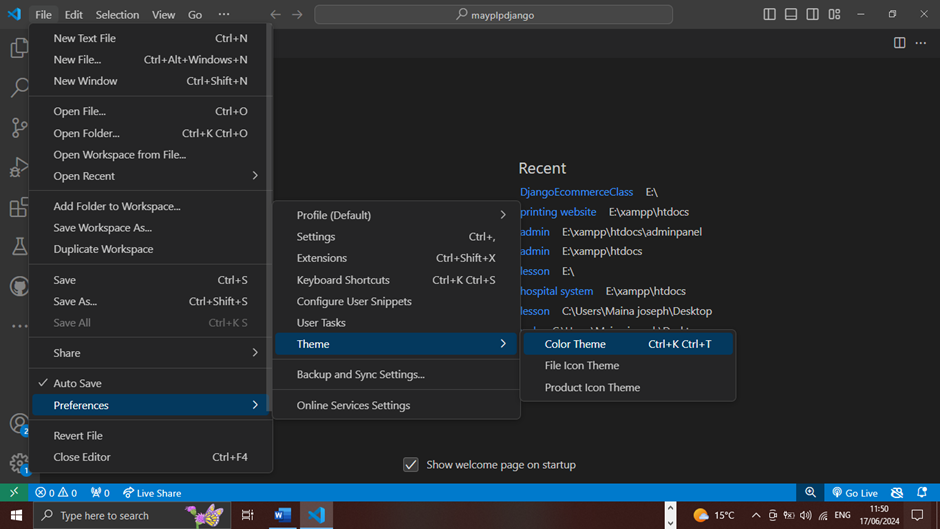 File Edit Selection View Go ... mayplpdjango
New Text File Ctrl+N
New File... Ctrl+Alt+Windows+N
New Window Ctrl+Shift+N
Open File... Ctrl+O
Open Folder... Ctrl+K Ctrl+O
Open Workspace from File...
Open Recent
Add Folder to Workspace...
Save Workspace As...
Duplicate Workspace
Save Ctrl+S
Save As... Ctrl+Shift+S
Save All Ctrl+K S
Share
Auto Save
Preferences
Revert File
Close Editor Ctrl+F4
Profile (Default)
Settings Ctrl+,
Extensions Ctrl+Shift+X
Keyboard Shortcuts Ctrl+K Ctrl+S
Configure User Snippets
User Tasks
Theme
Backup and Sync Settings...
Online Services Settings
Color Theme Ctrl+K Ctrl+T
File Icon Theme
Product Icon Theme
Recent
DjangoEcommerceClass E:\
printing website E:\xampp\htdocs
admin E:\xampp\htdocs\adminpanel
admin E:\xampp\htdocs
lesson E:\
hospital system E:\xampp\htdocs
lesson C:\Users\Maina joseph\Desktop
Show welcome page on startup
2
1
0 0 0 Live Share Go Live
Type here to search 15°C ENG 11:50
17/06/2024